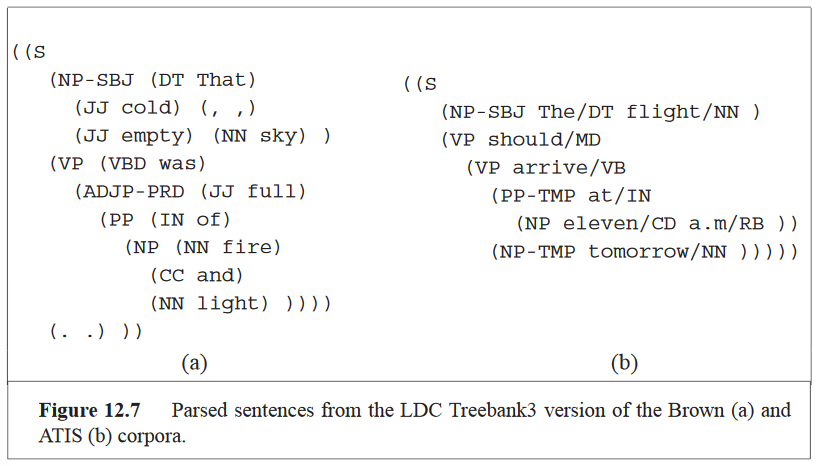 ((S
(NP-SBJ (DT That)
(JJ cold) (, ,)
(JJ empty) (NN sky) )
(VP (VBD was)
(ADJP-PRD (JJ full)
(PP (IN of)
(NP (NN fire)
(CC and)
(NN light) ))))
(. .) ))
(a)
((S
(NP-SBJ The/DT flight/NN )
(VP should/MD
(VP arrive/VB
(PP-TMP at/IN
(NP eleven/CD a.m/RB ))
(NP-TMP tomorrow/NN )))))
(b)
Figure 12.7 Parsed sentences from the LDC Treebank3 version of the Brown (a) and
ATIS (b) corpora.